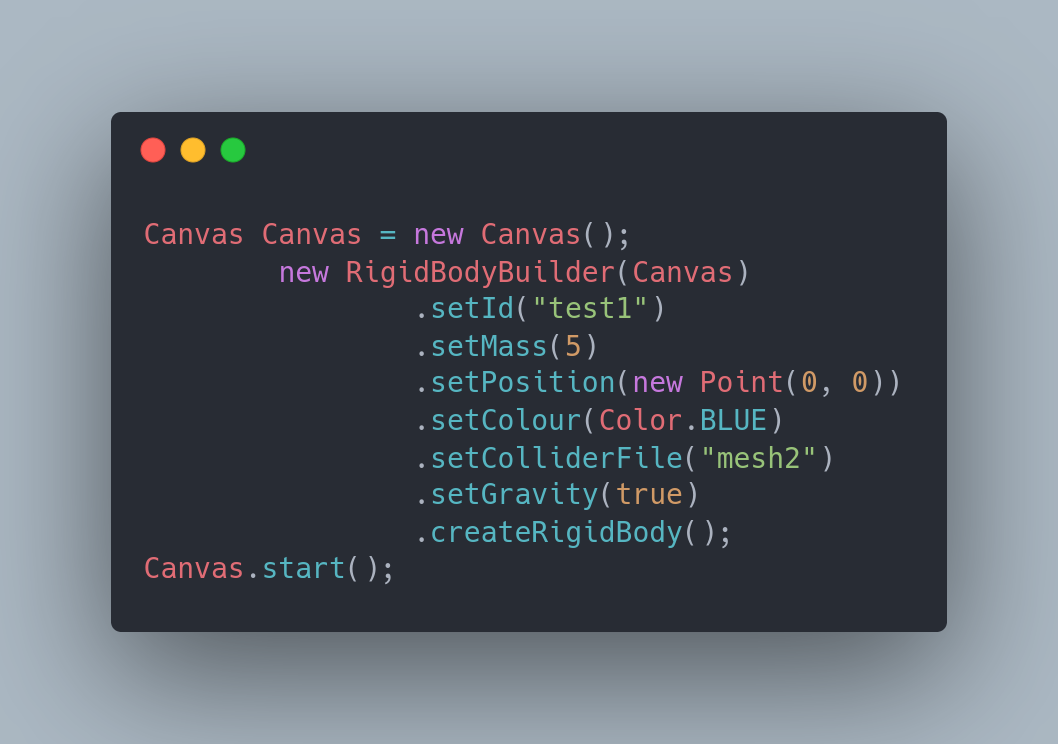 Canvas Canvas = new Canvas();
        new RigidBodyBuilder(Canvas)
                .setId("test1")
                .setMass(5)
                .setPosition(new Point(0, 0))
                .setColour(Color.BLUE)
                .setColliderFile("mesh2")
                .setGravity(true)
                .createRigidBody();
Canvas.start();